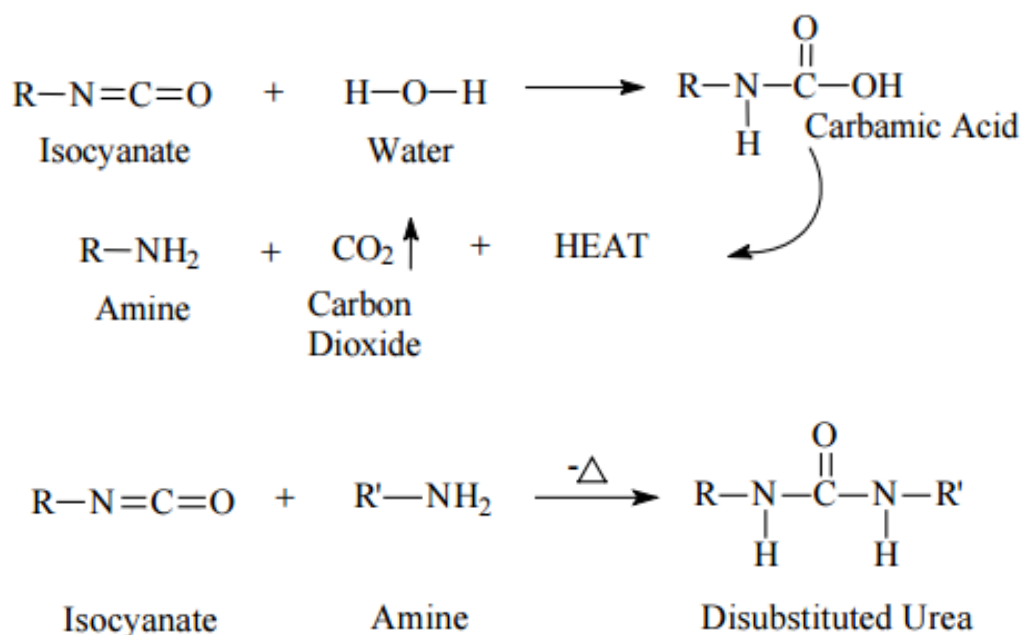 R–N=C=O + H–O–H R–N–C–OH
O
H
Isocyanate Water Carbamic Acid
R–NH₂ + CO₂ + HEAT
Amine Carbon
Dioxide
O
-△
R–N=C=O + R'–NH₂ R–N–C–N–R'
H H
Isocyanate Amine Disubstituted Urea